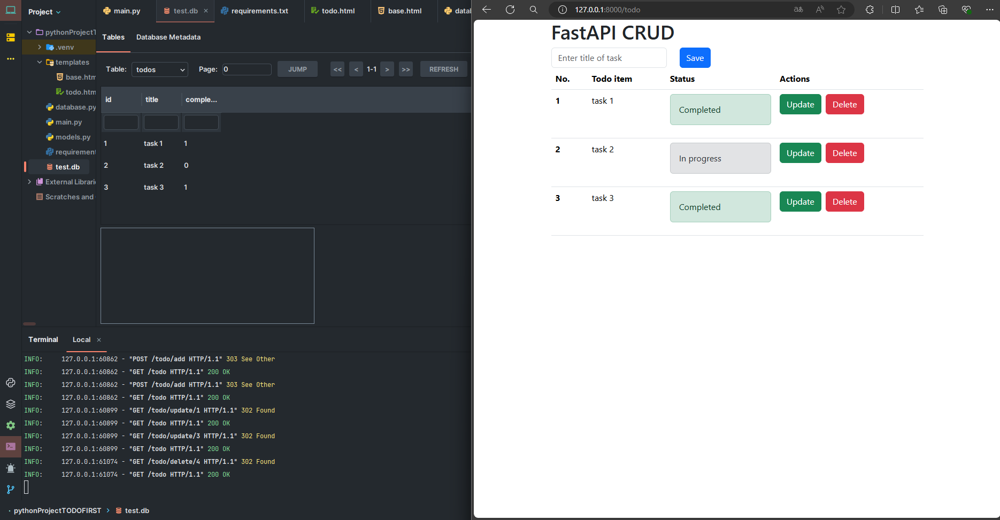 Project
pythonProjectT
.venv
templates
base.htm
todo.htm
database.py
main.py
models.py
requirement
test.db
External Librari
Scratches and
main.py
test.db
requirements.txt
todo.html
base.html
datal
Tables
Database Metadata
Table: todos Page: 0 JUMP << < 1-1 > >> REFRESH
id title comple...
1 task 1 1
2 task 2 0
3 task 3 1
Terminal Local
INFO: 127.0.0.1:60862 - "POST /todo/add HTTP/1.1" 303 See Other
INFO: 127.0.0.1:60862 - "GET /todo HTTP/1.1" 200 OK
INFO: 127.0.0.1:60862 - "POST /todo/add HTTP/1.1" 303 See Other
INFO: 127.0.0.1:60862 - "GET /todo HTTP/1.1" 200 OK
INFO: 127.0.0.1:60899 - "GET /todo/update/1 HTTP/1.1" 302 Found
INFO: 127.0.0.1:60899 - "GET /todo HTTP/1.1" 200 OK
INFO: 127.0.0.1:60899 - "GET /todo/update/3 HTTP/1.1" 302 Found
INFO: 127.0.0.1:60899 - "GET /todo HTTP/1.1" 200 OK
INFO: 127.0.0.1:61074 - "GET /todo/delete/4 HTTP/1.1" 302 Found
INFO: 127.0.0.1:61074 - "GET /todo HTTP/1.1" 200 OK
pythonProjectTODOFIRST > test.db
127.0.0.1:8000/todo
FastAPI CRUD
Enter title of task Save
No. Todo item Status Actions
1 task 1 Completed Update Delete
2 task 2 In progress Update Delete
3 task 3 Completed Update Delete